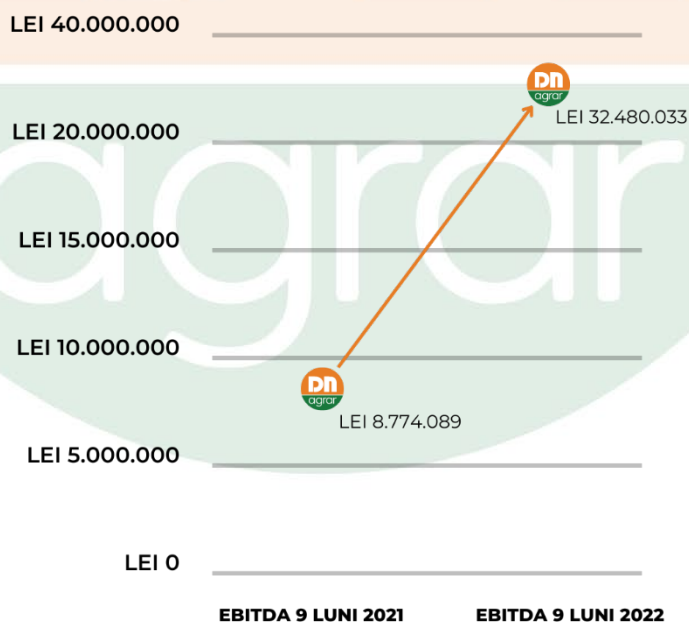 LEI 40.000.000
DN
agrar
LEI 32.480.033
LEI 20.000.000
agrar
LEI 15.000.000
LEI 10.000.000
DN
agrar
LEI 8.774.089
LEI 5.000.000
LEI 0
EBITDA 9 LUNI 2021
EBITDA 9 LUNI 2022